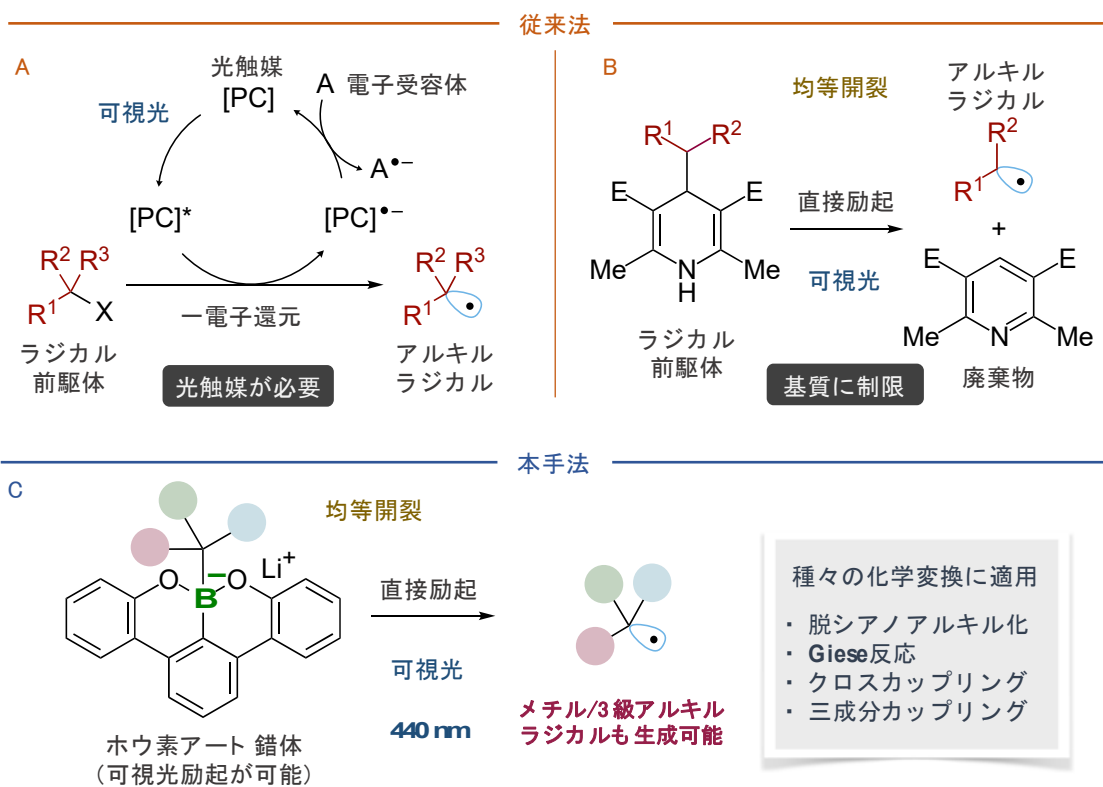 従来法
A
光触媒
[PC]
A 電子受容体
可視光
A•–
[PC]*
[PC]•–
R2 R3
R1 X
一電子還元
R2 R3
R1
ラジカル
前駆体
光触媒が必要
アルキル
ラジカル
B
均等開裂
アルキル
ラジカル
R1 R2
E E
Me N Me
H
直接励起
可視光
R2
R1
+
E E
Me N Me
ラジカル
前駆体
基質に制限
廃棄物
本手法
C
均等開裂
O B – O Li+
直接励起
可視光
440 nm
ホウ素アート錯体
（可視光励起が可能）
メチル/3級アルキル
ラジカルも生成可能
種々の化学変換に適用
・ 脱シアノアルキル化
・ Giese反応
・ クロスカップリング
・ 三成分カップリング